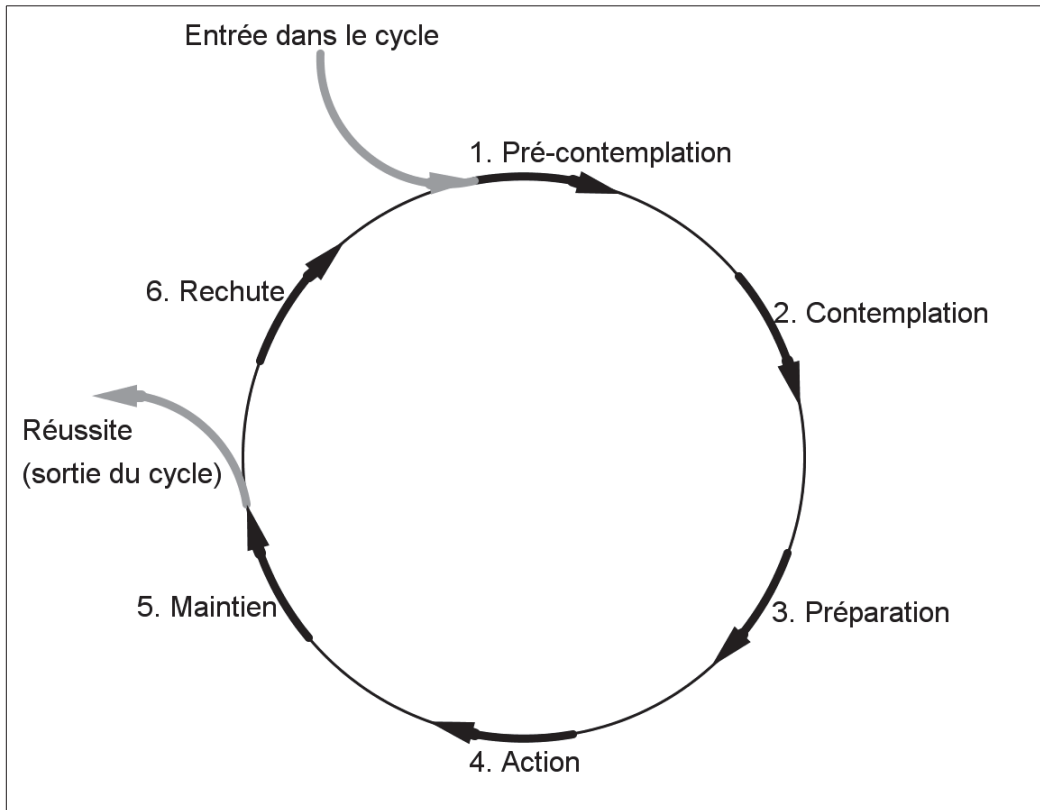 Entrée dans le cycle
1. Pré-contemplation
2. Contemplation
3. Préparation
4. Action
5. Maintien
Réussite
(sortie du cycle)
6. Rechute